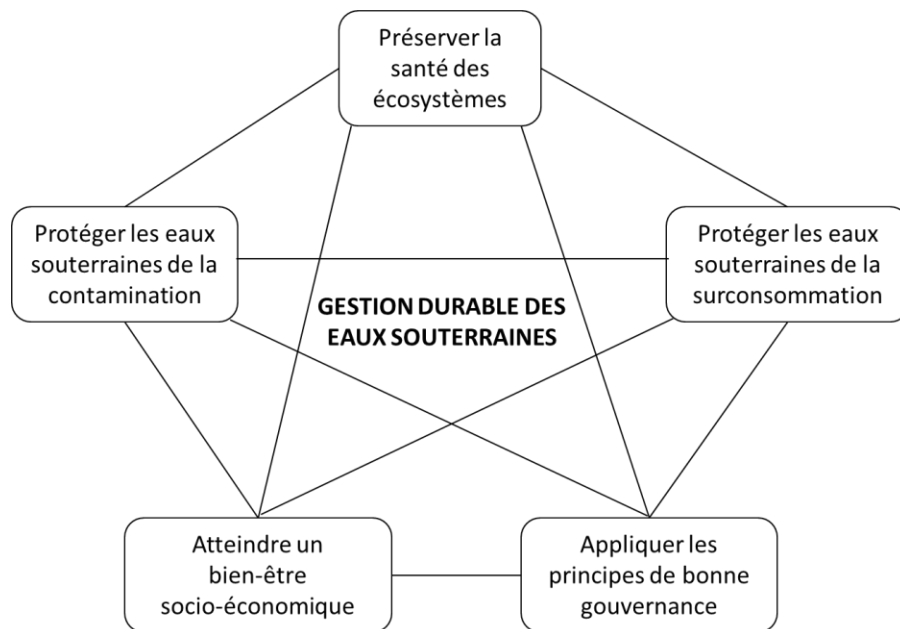 Préserver la
santé des
écosystèmes
Protéger les eaux
souterraines de la
contamination
Protéger les eaux
souterraines de la
surconsommation
GESTION DURABLE DES
EAUX SOUTERRAINES
Atteindre un
bien-être
socio-économique
Appliquer les
principes de bonne
gouvernance